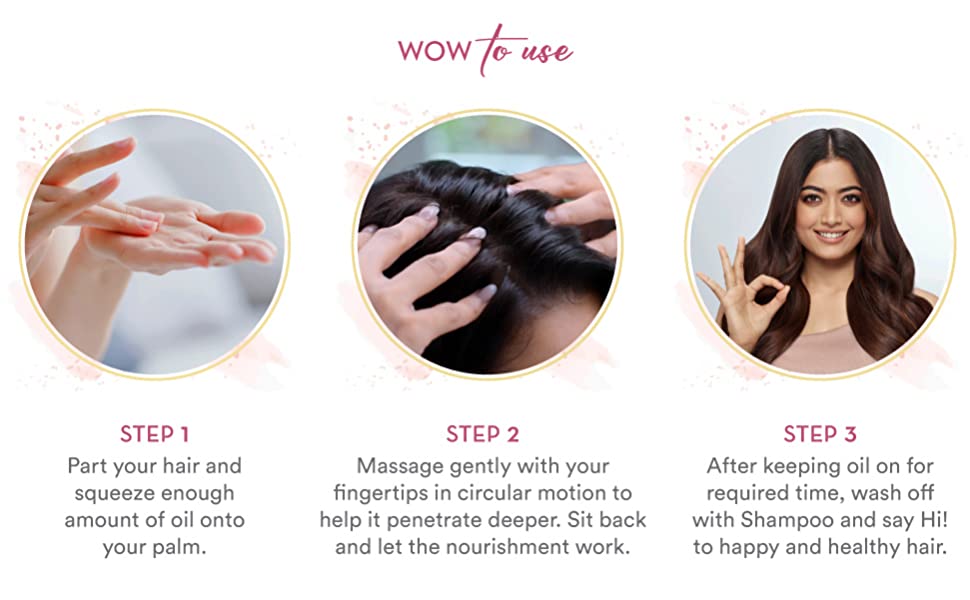 WOW to use
STEP 1
Part your hair and
squeeze enough
amount of oil onto
your palm.
STEP 2
Massage gently with your
fingertips in circular motion to
help it penetrate deeper. Sit back
and let the nourishment work.
STEP 3
After keeping oil on for
required time, wash off
with Shampoo and say Hi!
to happy and healthy hair.